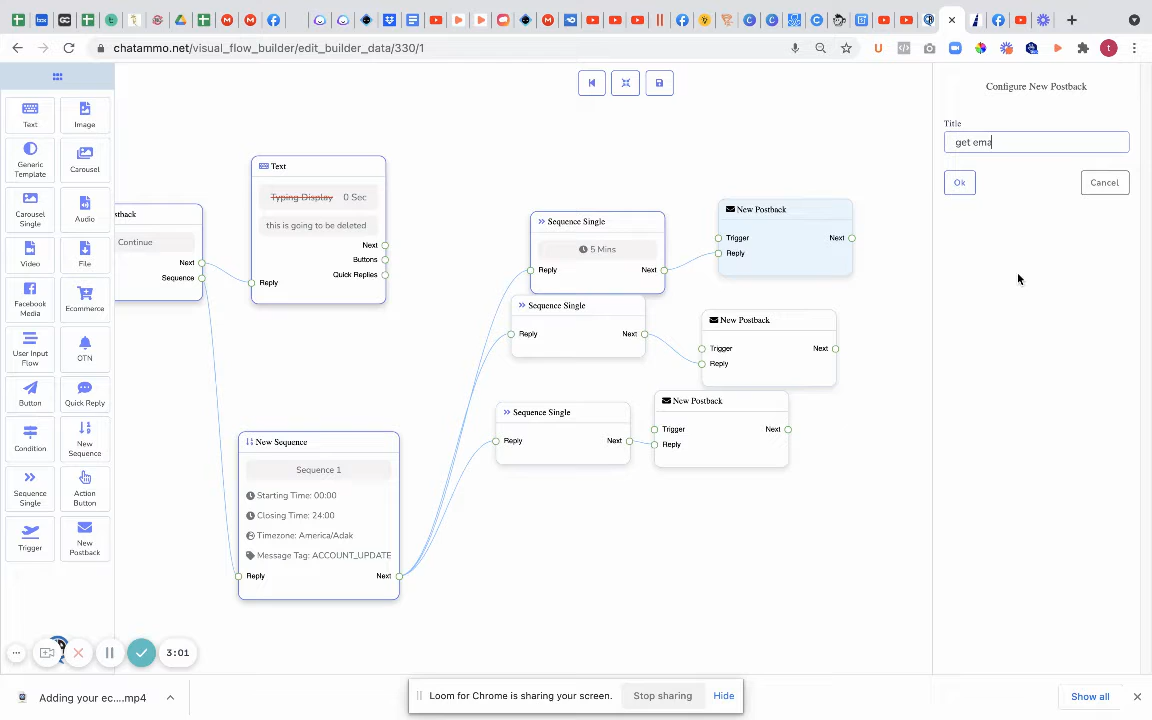 chatammo.net/visual_flow_builder/edit_builder_data/330/1
Text
Image
Generic
Template
Carousel
Carousel
Single
Audio
Video
File
Facebook
Media
Ecommerce
User Input
Flow
OTN
Button
Quick Reply
Condition
New
Sequence
Sequence
Single
Action
Button
Trigger
New
Postback
Continue
Next
Sequence
Text
Typing Display 0 Sec
this is going to be deleted
Next
Buttons
Quick Replies
Reply
New Sequence
Sequence 1
Starting Time: 00:00
Closing Time: 24:00
Timezone: America/Adak
Message Tag: ACCOUNT_UPDATE
Reply Next
Sequence Single
5 Mins
Reply Next
Sequence Single
Reply Next
Sequence Single
Reply Next
New Postback
Trigger Next
Reply
New Postback
Trigger Next
Reply
New Postback
Trigger Next
Reply
Configure New Postback
Title
get ema
Ok Cancel
3:01
Adding your ec....mp4
Loom for Chrome is sharing your screen. Stop sharing Hide
Show all